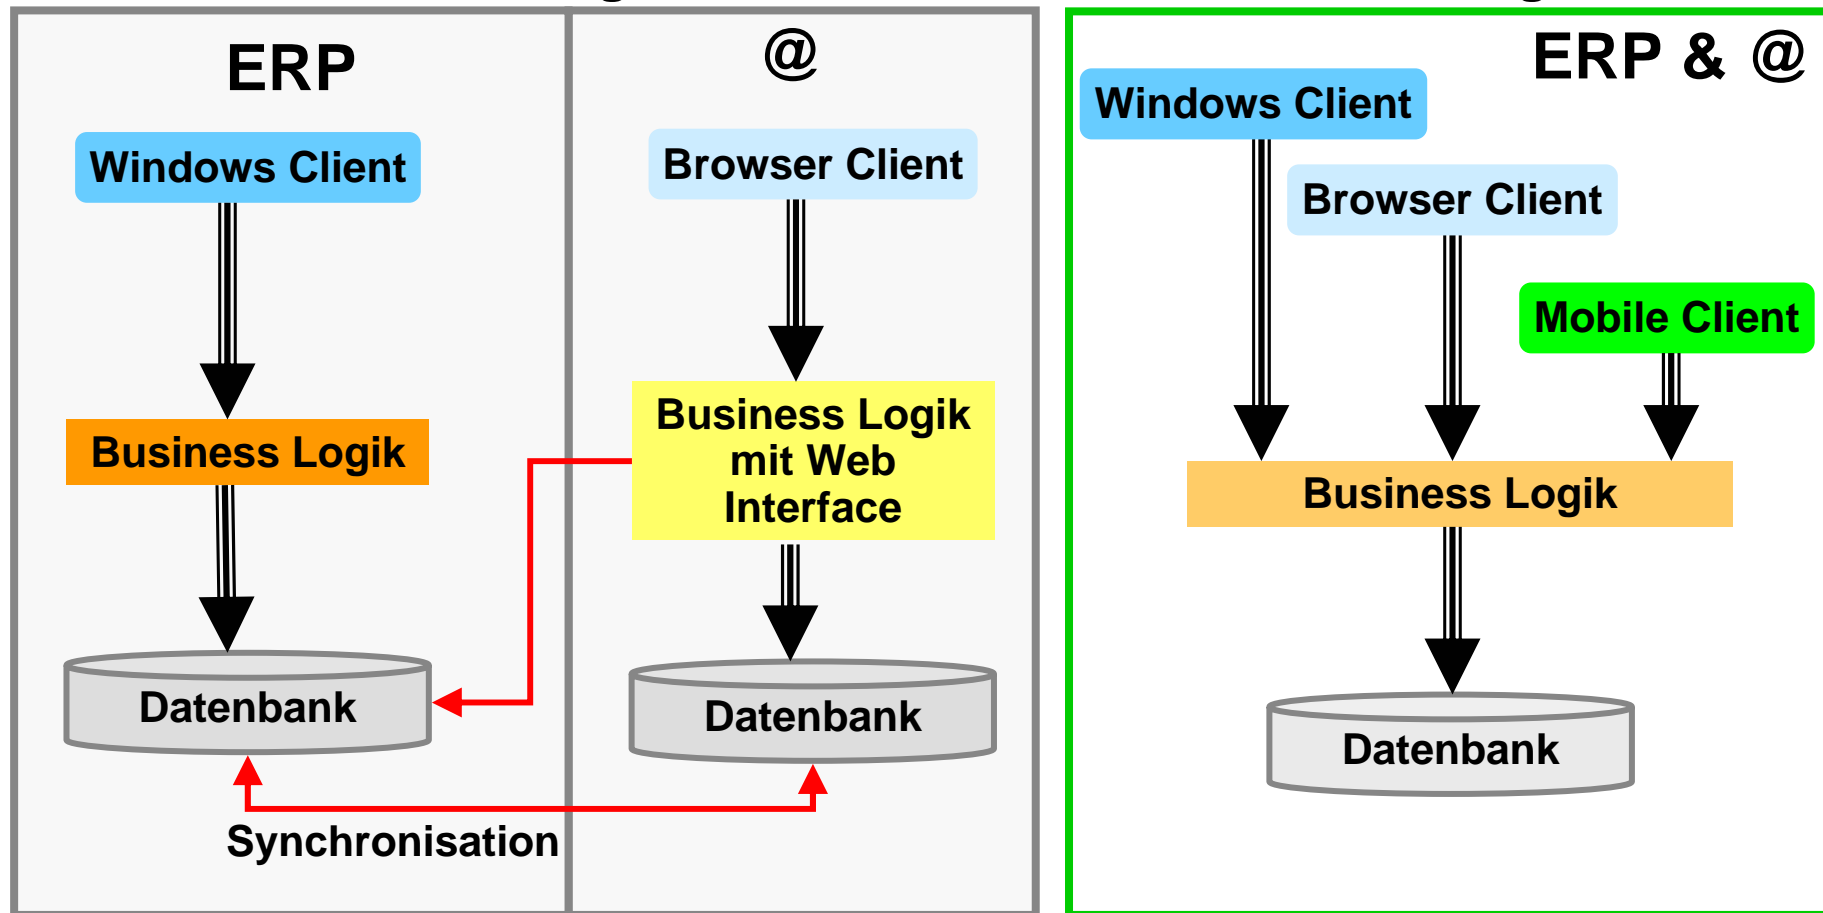 ERP
@
Windows Client
Browser Client
Business Logik
Business Logik
mit Web
Interface
Datenbank
Datenbank
Synchronisation
ERP & @
Windows Client
Browser Client
Mobile Client
Business Logik
Datenbank